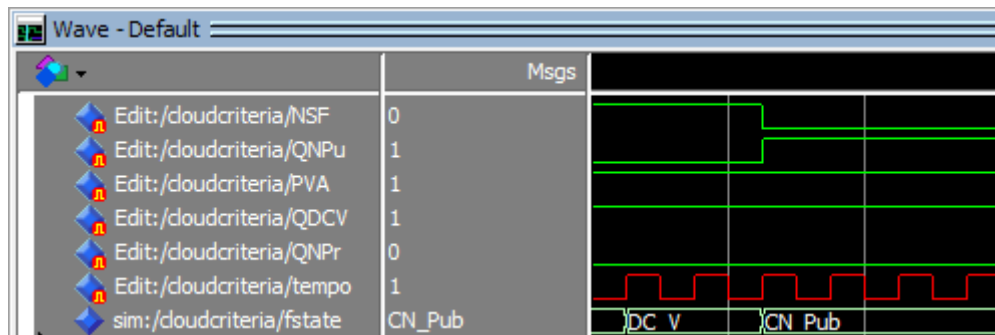 Wave - Default
Msgs
Edit:/cloudcriteria/NSF 0
Edit:/cloudcriteria/QNPu 1
Edit:/cloudcriteria/PVA 1
Edit:/cloudcriteria/QDCV 1
Edit:/cloudcriteria/QNPr 0
Edit:/cloudcriteria/tempo 1
sim:/cloudcriteria/fstate CN_Pub DC_V CN_Pub